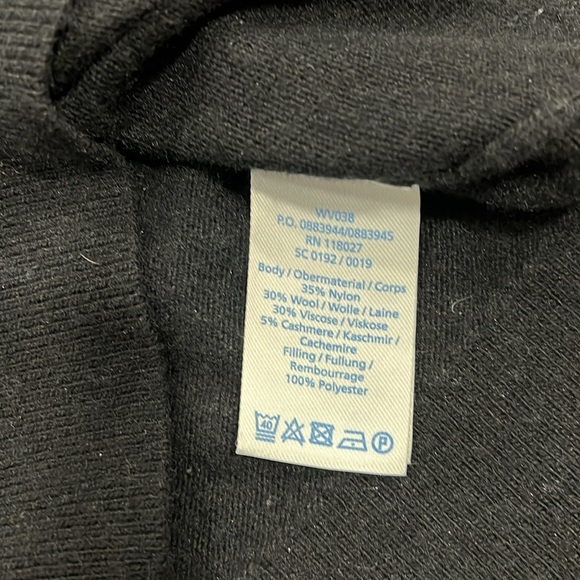 WV038
P.O. 0883944/0883945
RN 118027
SC 0192 / 0019
Body / Obermaterial / Corps
35% Nylon
30% Wool / Wolle / Laine
30% Viscose / Viskose
5% Cashmere / Kaschmir /
Cachemire
Filling / Fullung /
Rembourrage
100% Polyester
40 P